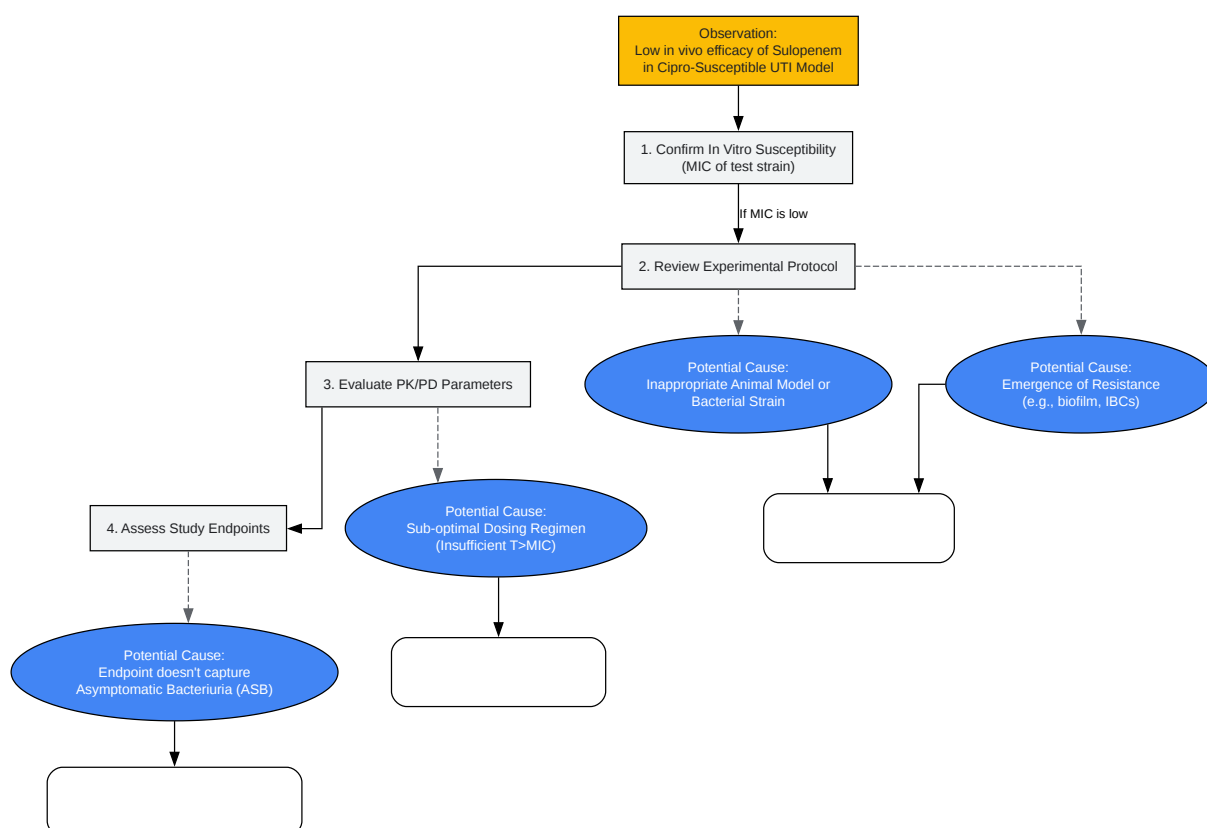 Observation:
Low in vivo efficacy of Sulopenem
in Cipro-Susceptible UTI Model
1. Confirm In Vitro Susceptibility
(MIC of test strain)
If MIC is low
2. Review Experimental Protocol
Potential Cause:
Inappropriate Animal Model or
Bacterial Strain
Potential Cause:
Emergence of Resistance
(e.g., biofilm, IBCs)
3. Evaluate PK/PD Parameters
Potential Cause:
Sub-optimal Dosing Regimen
(Insufficient T>MIC)
4. Assess Study Endpoints
Potential Cause:
Endpoint doesn't capture
Asymptomatic Bacteriuria (ASB)